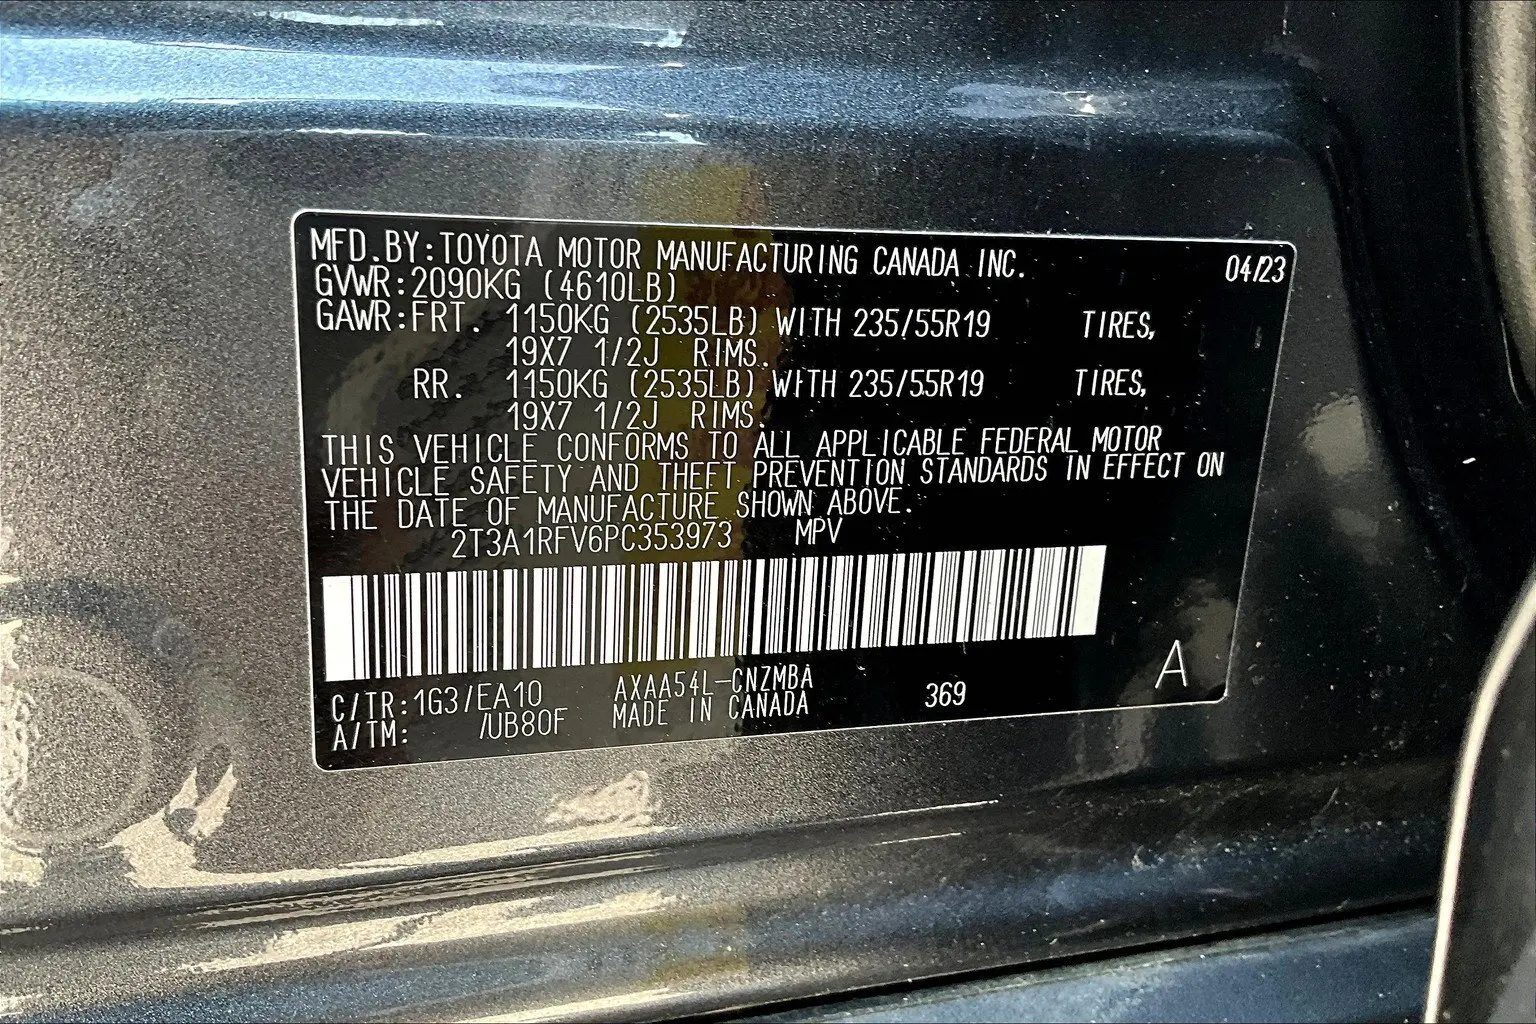 MFD.BY:TOYOTA MOTOR MANUFACTURING CANADA INC. 04/23
GVWR:2090KG (4610LB)
GAWR:FRT. 1150KG (2535LB) WITH 235/55R19 TIRES,
19X7 1/2J RIMS.
RR. 1150KG (2535LB) WITH 235/55R19 TIRES,
19X7 1/2J RIMS.
THIS VEHICLE CONFORMS TO ALL APPLICABLE FEDERAL MOTOR
VEHICLE SAFETY AND THEFT PREVENTION STANDARDS IN EFFECT ON
THE DATE OF MANUFACTURE SHOWN ABOVE.
2T3A1RFV6PC353973 MPV
C/TR:1G3/EA10 AXAA54L-CNZMBA 369 A
A/TM: /UB80F MADE IN CANADA